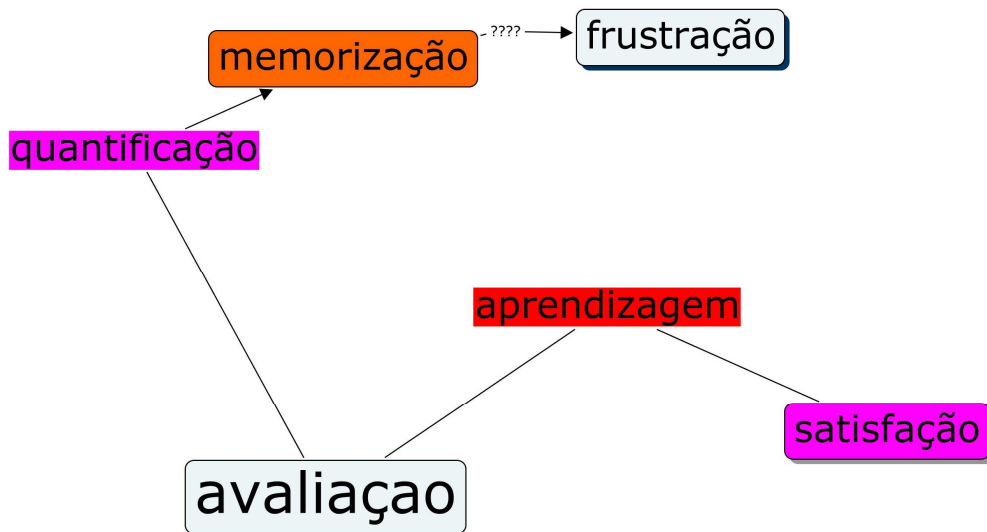 ???? frustração
memorização
quantificação
aprendizagem
satisfação
avaliaçao